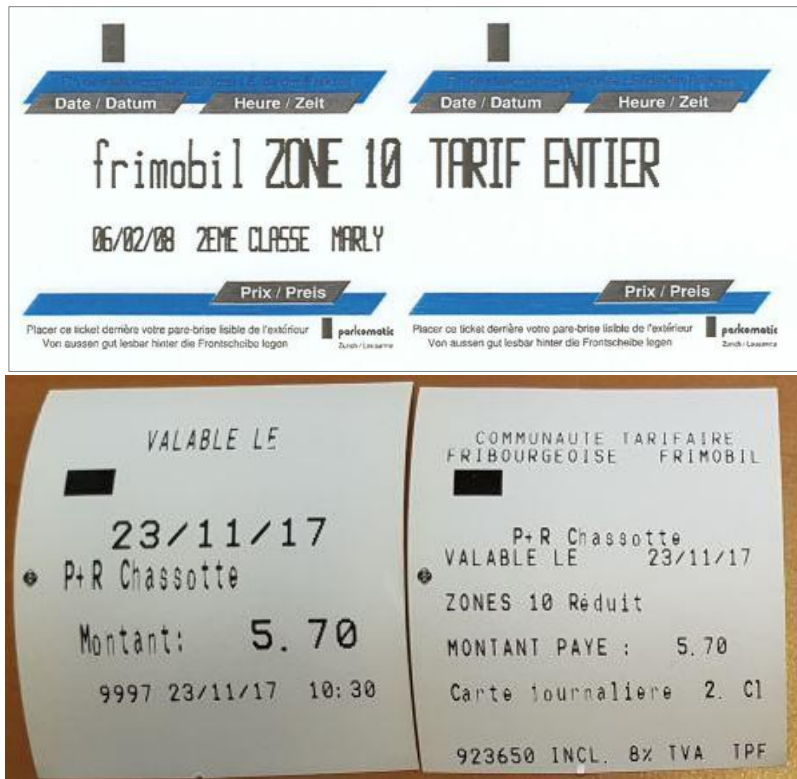 Date / Datum Heure / Zeit Date / Datum Heure / Zeit
frimobil ZONE 10 TARIF ENTIER
06/02/08 2EME CLASSE MARLY
Prix / Preis Prix / Preis
Placer ce ticket derrière votre pare-brise lisible de l'extérieur
Von aussen gut lesbar hinter die Frontscheibe legen
parkomatic
Zurich / Lausanne
Placer ce ticket derrière votre pare-brise lisible de l'extérieur
Von aussen gut lesbar hinter die Frontscheibe legen
parkomatic
Zurich / Lausanne
VALABLE LE
23/11/17
P+R Chassotte
Montant: 5.70
9997 23/11/17 10:30
COMMUNAUTE TARIFAIRE
FRIBOURGEOISE FRIMOBIL
P+R Chassotte
VALABLE LE 23/11/17
ZONES 10 Réduit
MONTANT PAYE : 5.70
Carte journaliere 2. Cl
923650 INCL. 8% TVA TPF